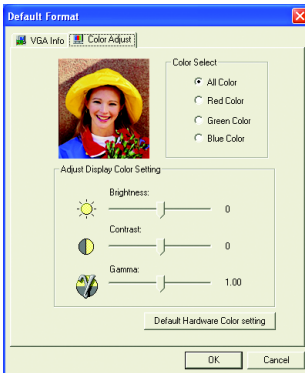 Default Format
VGA Info
Color Adjust
Color Select
All Color
Red Color
Green Color
Blue Color
Adjust Display Color Setting
Brightness:
0
Contrast:
0
Gamma:
1.00
Default Hardware Color setting
OK
Cancel